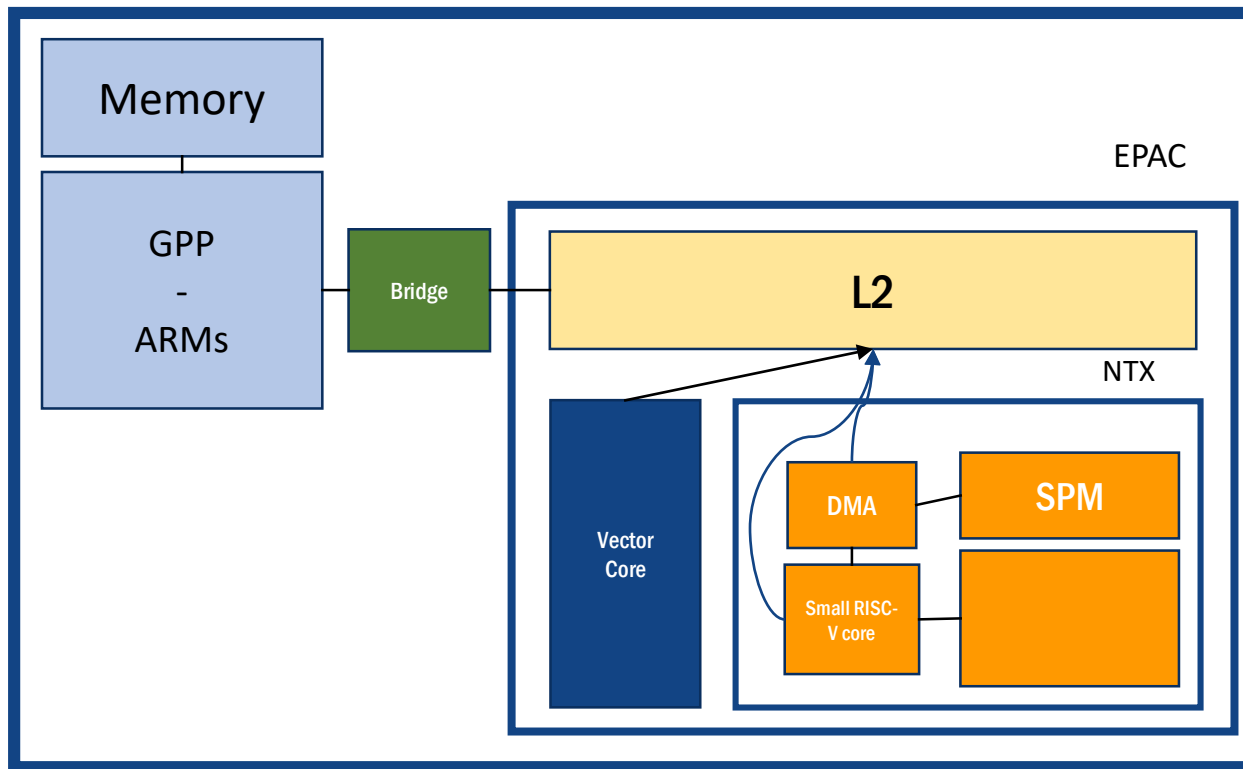 Memory
EPAC
GPP
-
ARMs
Bridge
L2
NTX
DMA
SPM
Vector
Core
Small RISC-
V core